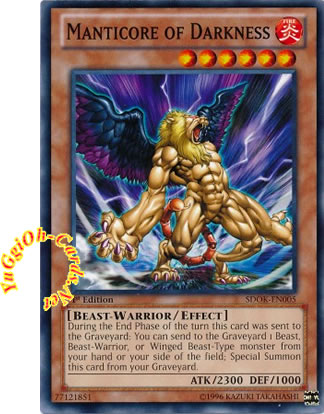 MANTICORE OF DARKNESS
FIRE
炎
YuGgiOh-Cards.Net
1st Edition
SDOK-EN005
[BEAST-WARRIOR/EFFECT]
During the End Phase of the turn this card was sent to
the Graveyard: You can send to the Graveyard 1 Beast,
Beast-Warrior, or Winged Beast-Type monster from
your hand or your side of the field; Special Summon
this card from your Graveyard.
ATK/2300 DEF/1000
77121851
©1996 KAZUKI TAKAHASHI